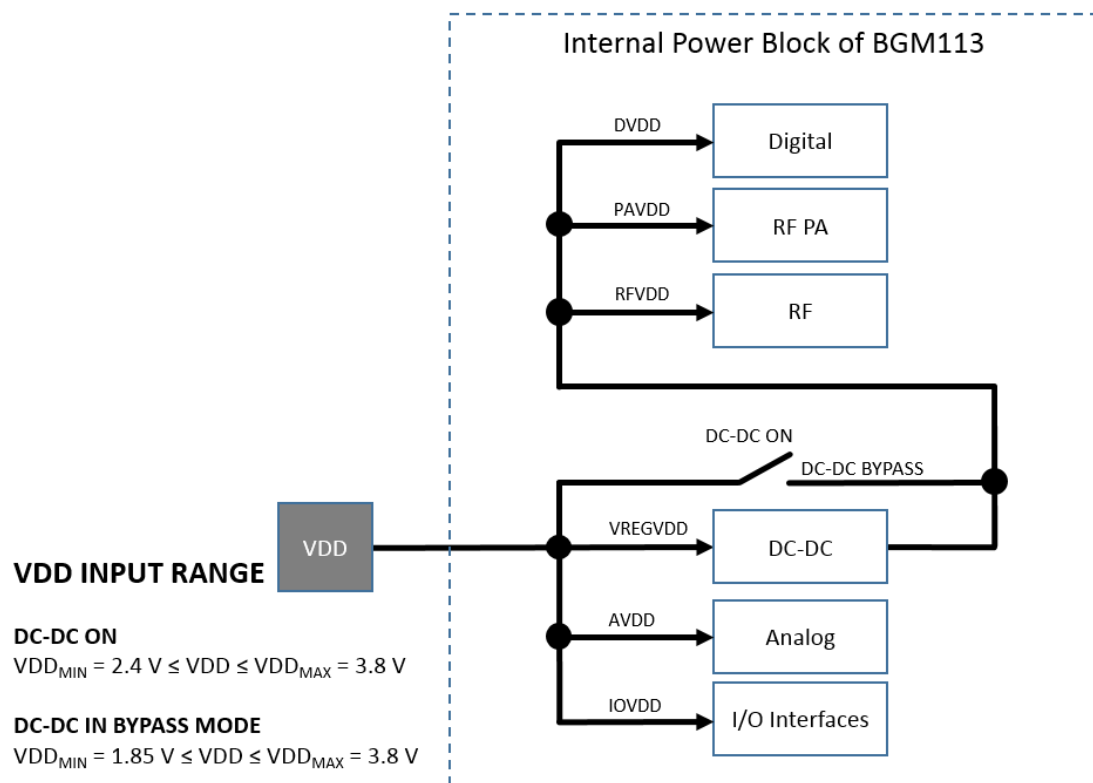 Internal Power Block of BGM113
DVDD
Digital
PAVDD
RF PA
RFVDD
RF
DC-DC ON
DC-DC BYPASS
VDD
VREGVDD
DC-DC
VDD INPUT RANGE
AVDD
Analog
DC-DC ON
VDDMIN = 2.4 V ≤ VDD ≤ VDDMAX = 3.8 V
IOVDD
I/O Interfaces
DC-DC IN BYPASS MODE
VDDMIN = 1.85 V ≤ VDD ≤ VDDMAX = 3.8 V